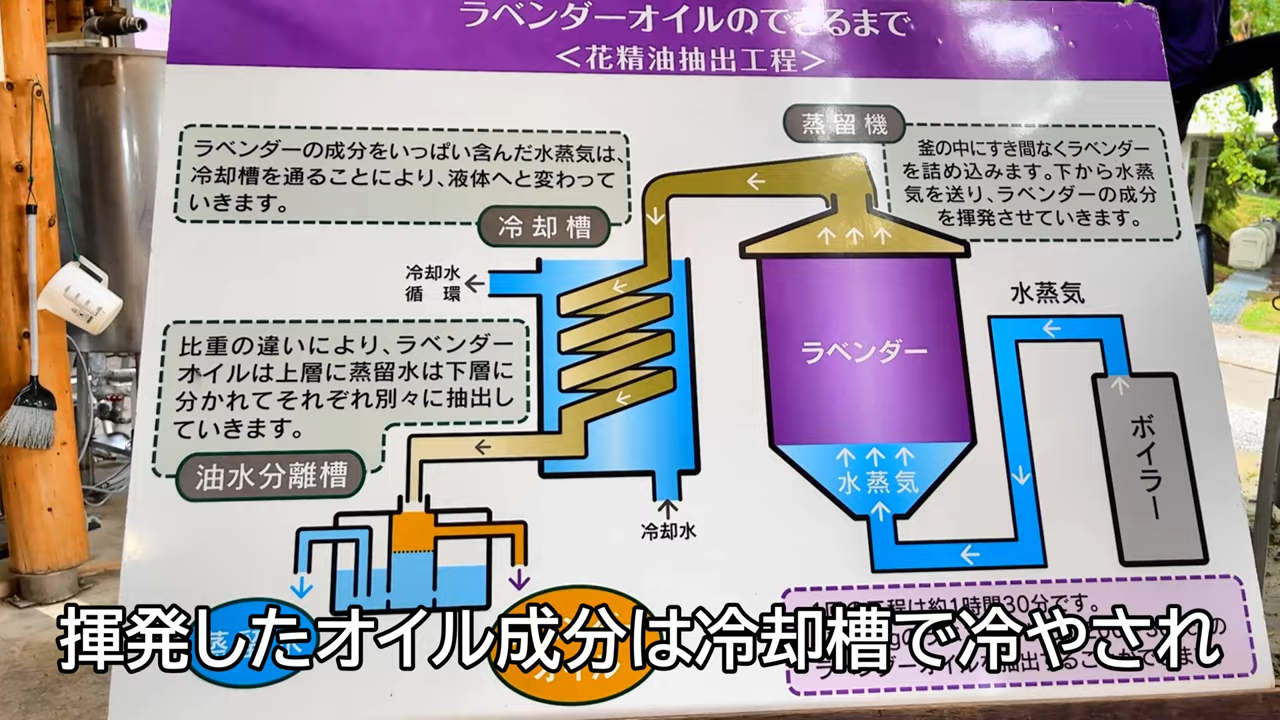 ラベンダーオイルのできるまで
<花精油抽出工程>
蒸留機
釜の中にすき間なくラベンダー
を詰め込みます。下から水蒸
気を送り、ラベンダーの成分
を揮発させていきます。
ラベンダーの成分をいっぱい含んだ水蒸気は、
冷却槽を通ることにより、液体へと変わって
いきます。
冷却槽
冷却水
循環
水蒸気
比重の違いにより、ラベンダー
オイルは上層に蒸留水は下層に
分かれてそれぞれ別々に抽出し
ていきます。
油水分離槽
ラベンダー
水蒸気
ボイラー
冷却水
程は約1時間30分です。
揮発したオイル成分は冷却槽で冷やされ